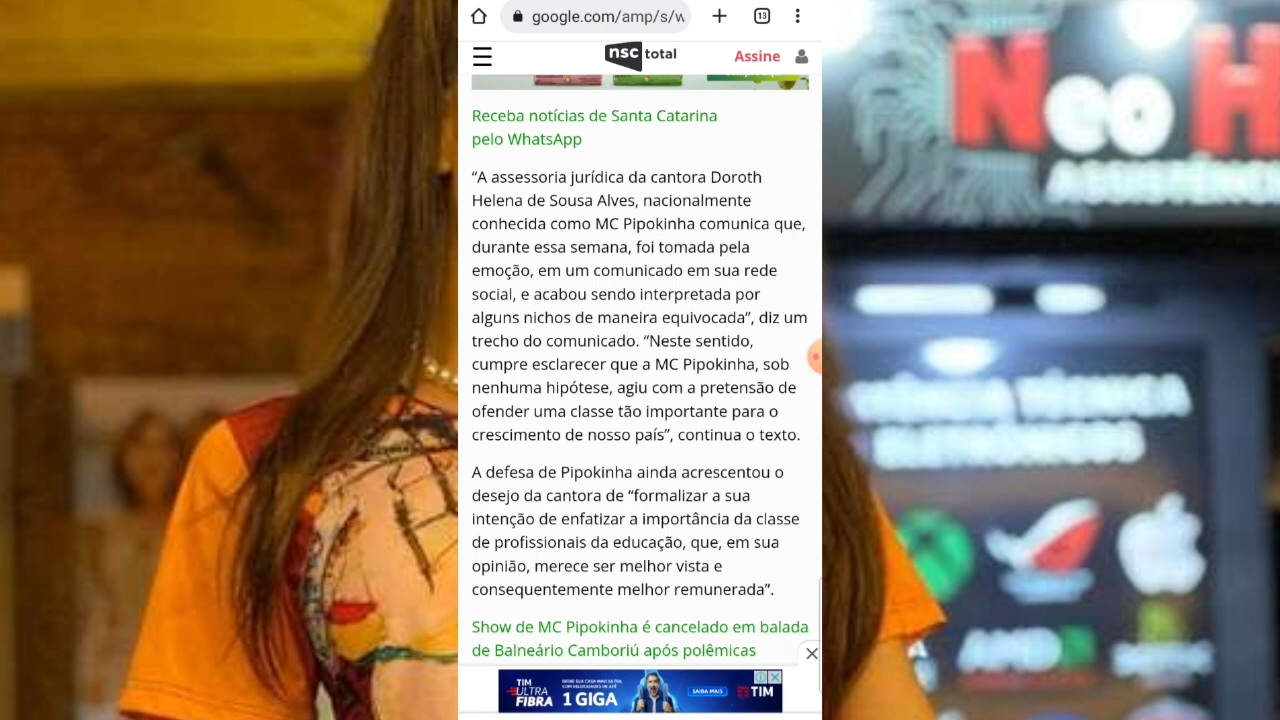 google.com/amp/s/w
13
nsc total
Assine
Receba notícias de Santa Catarina
pelo WhatsApp
“A assessoria jurídica da cantora Doroth
Helena de Sousa Alves, nacionalmente
conhecida como MC Pipokinha comunica que,
durante essa semana, foi tomada pela
emoção, em um comunicado em sua rede
social, e acabou sendo interpretada por
alguns nichos de maneira equivocada”, diz um
trecho do comunicado. “Neste sentido,
cumpre esclarecer que a MC Pipokinha, sob
nenhuma hipótese, agiu com a pretensão de
ofender uma classe tão importante para o
crescimento de nosso país”, continua o texto.
A defesa de Pipokinha ainda acrescentou o
desejo da cantora de “formalizar a sua
intenção de enfatizar a importância da classe
de profissionais da educação, que, em sua
opinião, merece ser melhor vista e
consequentemente melhor remunerada”.
Show de MC Pipokinha é cancelado em balada
de Balneário Camboriú após polêmicas
TIM
ULTRA
FIBRA
1 GIGA
SAIBA MAIS
TIM
Neo H